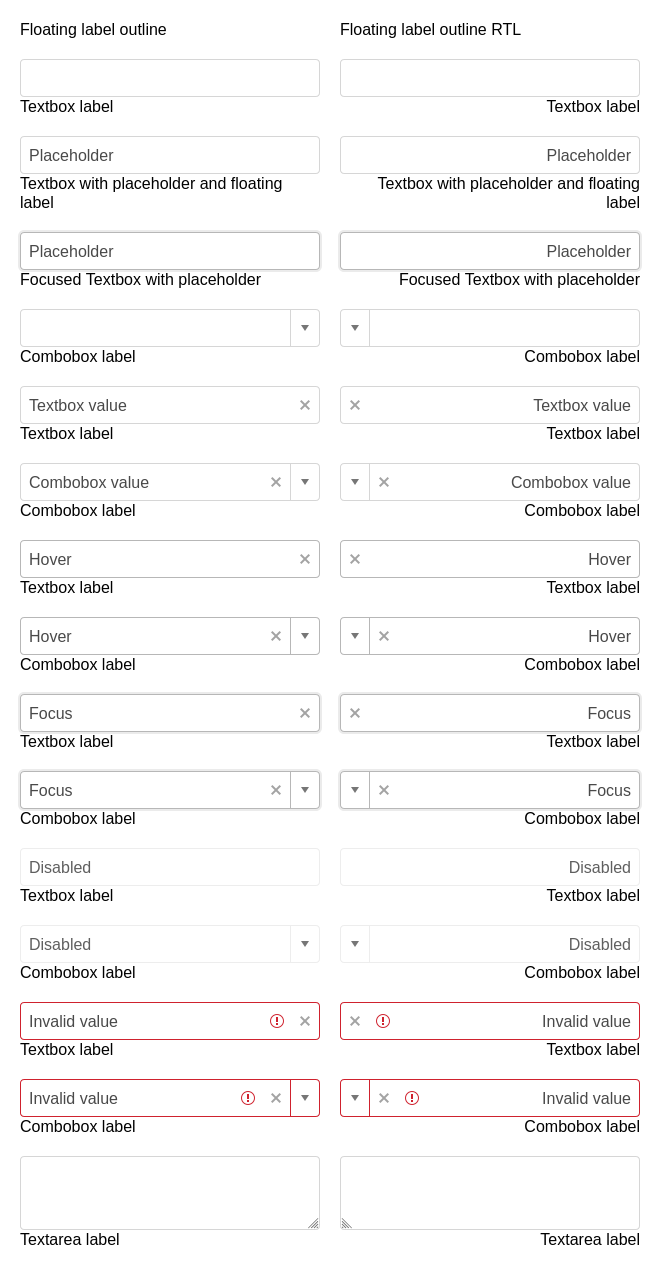 Floating label outline
Textbox label
Placeholder
Textbox with placeholder and floating
label
Placeholder
Focused Textbox with placeholder
Combobox label
Textbox value
Textbox label
Combobox value
Combobox label
Hover
Textbox label
Hover
Combobox label
Focus
Textbox label
Focus
Combobox label
Disabled
Textbox label
Disabled
Combobox label
Invalid value
Textbox label
Invalid value
Combobox label
Textarea label
Floating label outline RTL
Textbox label
Placeholder
Textbox with placeholder and floating
label
Placeholder
Focused Textbox with placeholder
Combobox label
Textbox value
Textbox label
Combobox value
Combobox label
Hover
Textbox label
Hover
Combobox label
Focus
Textbox label
Focus
Combobox label
Disabled
Textbox label
Disabled
Combobox label
Invalid value
Textbox label
Invalid value
Combobox label
Textarea label